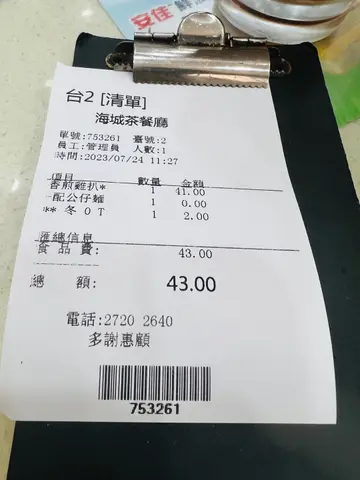 台2 [清單]
海城茶餐廳
單號:753261 臺號:2
員工:管理員 人數:1
時間:2023/07/24 11:27
項目 數量 金額
香煎雞扒* 1 41.00
一配公仔麵 1 0.00
** 冬 O T 1 2.00
匯總信息
食品費: 43.00
總 額: 43.00
電話:2720 2640
多謝惠顧
753261